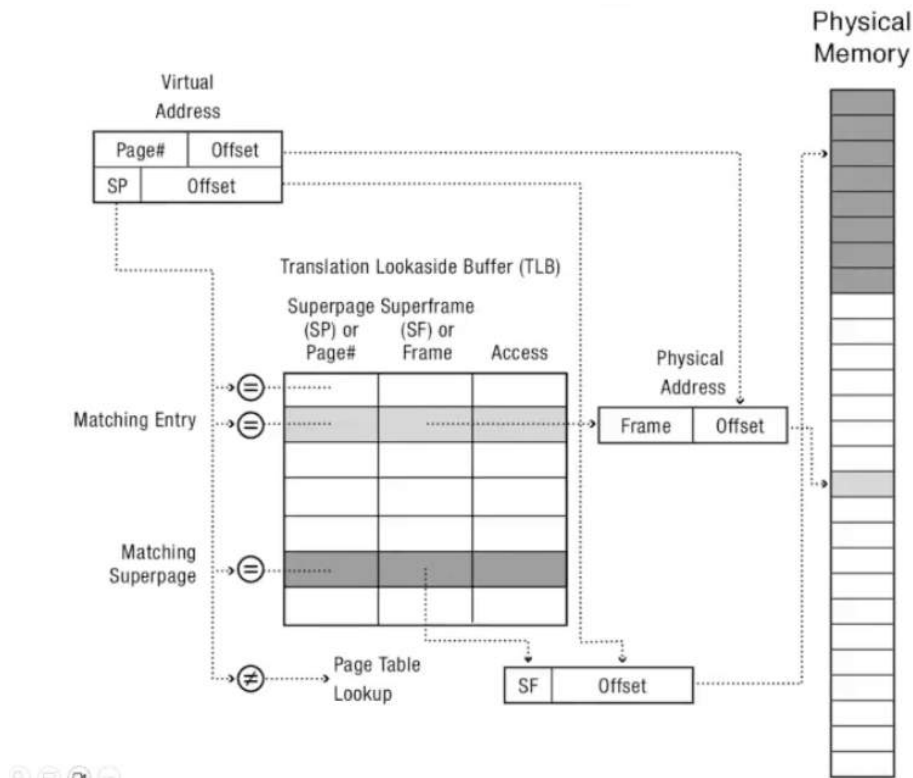 Physical
Memory
Virtual
Address
Page# Offset
SP Offset
Translation Lookaside Buffer (TLB)
Superpage Superframe
(SP) or (SF) or
Page# Frame Access
Physical
Address
=
Matching Entry = Frame Offset
Matching
Superpage =
≠ Page Table
Lookup
SF Offset